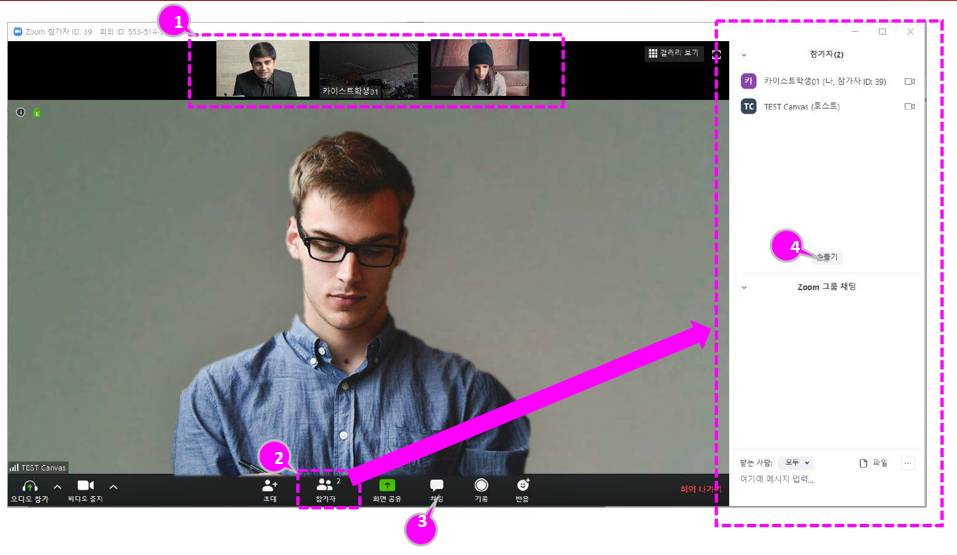 1
Zoom 참가자 ID: 39 회의 ID: 553-514-
갤러리 보기
카이스트학생01
참가자(2)
카 카이스트학생01 (나, 참가자 ID: 39)
TC TEST Canvas (호스트)
4
손들기
Zoom 그룹 채팅
받는 사람: 모두
파일
...
여기에 메시지 입력...
TEST Canvas
2
오디오 참가
비디오 중지
초대
참가자
2
화면 공유
채팅
기록
반응
회의 나가기
3